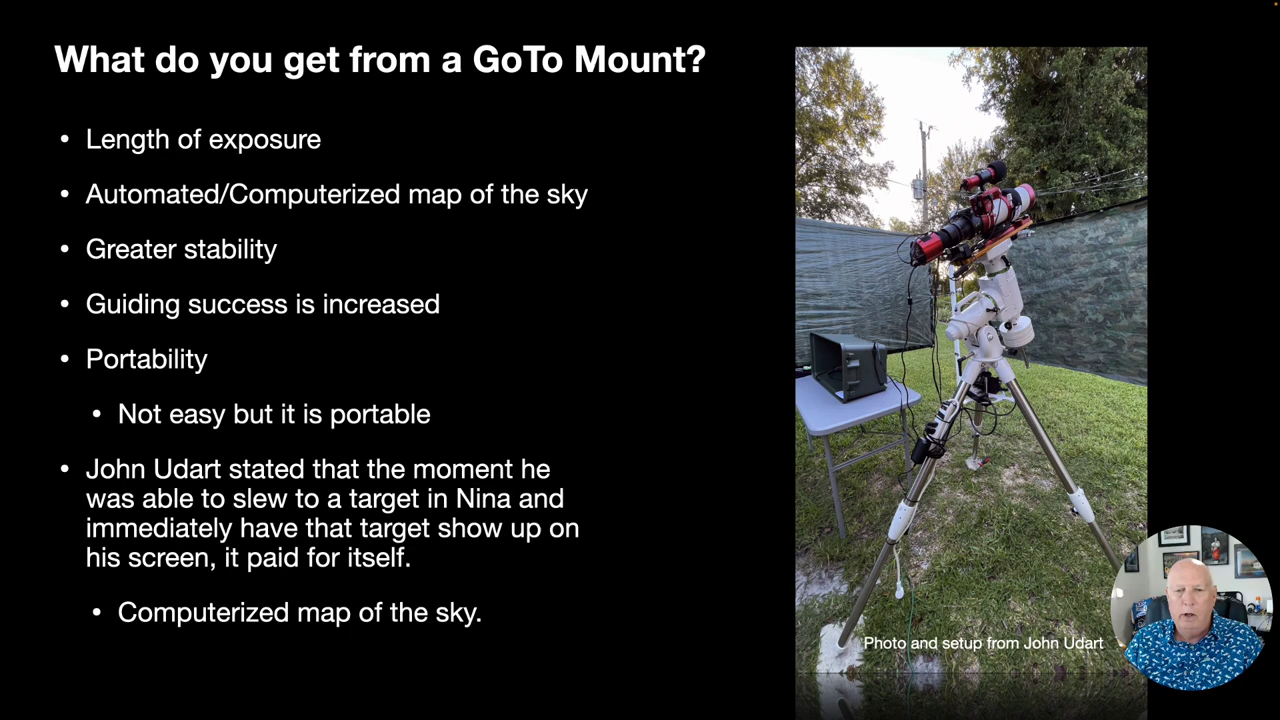 What do you get from a GoTo Mount?
• Length of exposure
• Automated/Computerized map of the sky
• Greater stability
• Guiding success is increased
• Portability
• Not easy but it is portable
• John Udart stated that the moment he
was able to slew to a target in Nina and
immediately have that target show up on
his screen, it paid for itself.
• Computerized map of the sky.
Photo and setup from John Udart